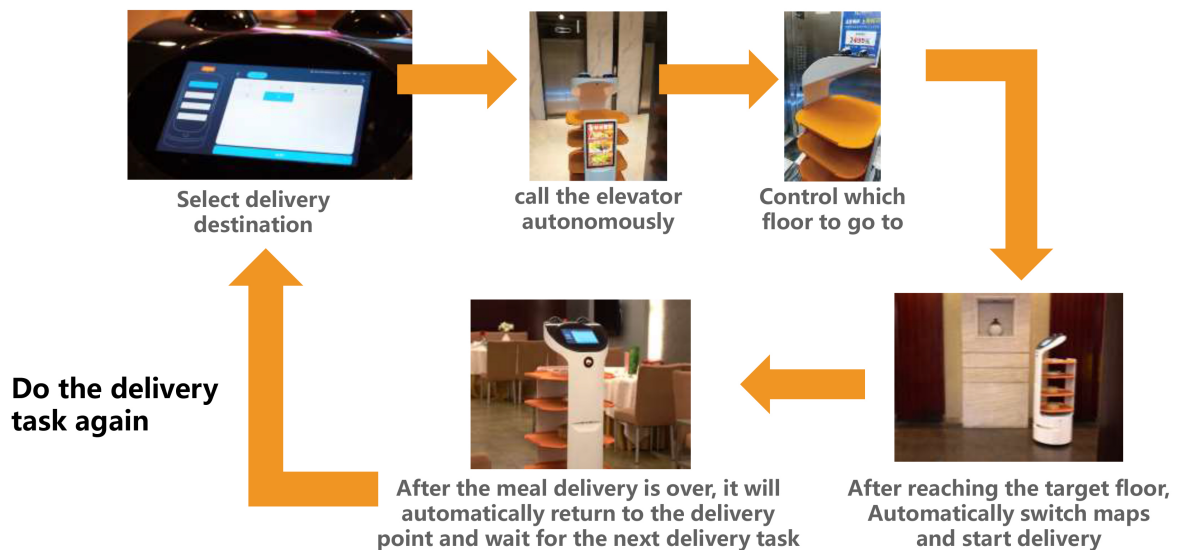 Select delivery
destination
call the elevator
autonomously
Control which
floor to go to
After reaching the target floor,
Automatically switch maps
and start delivery
After the meal delivery is over, it will
automatically return to the delivery
point and wait for the next delivery task
Do the delivery
task again